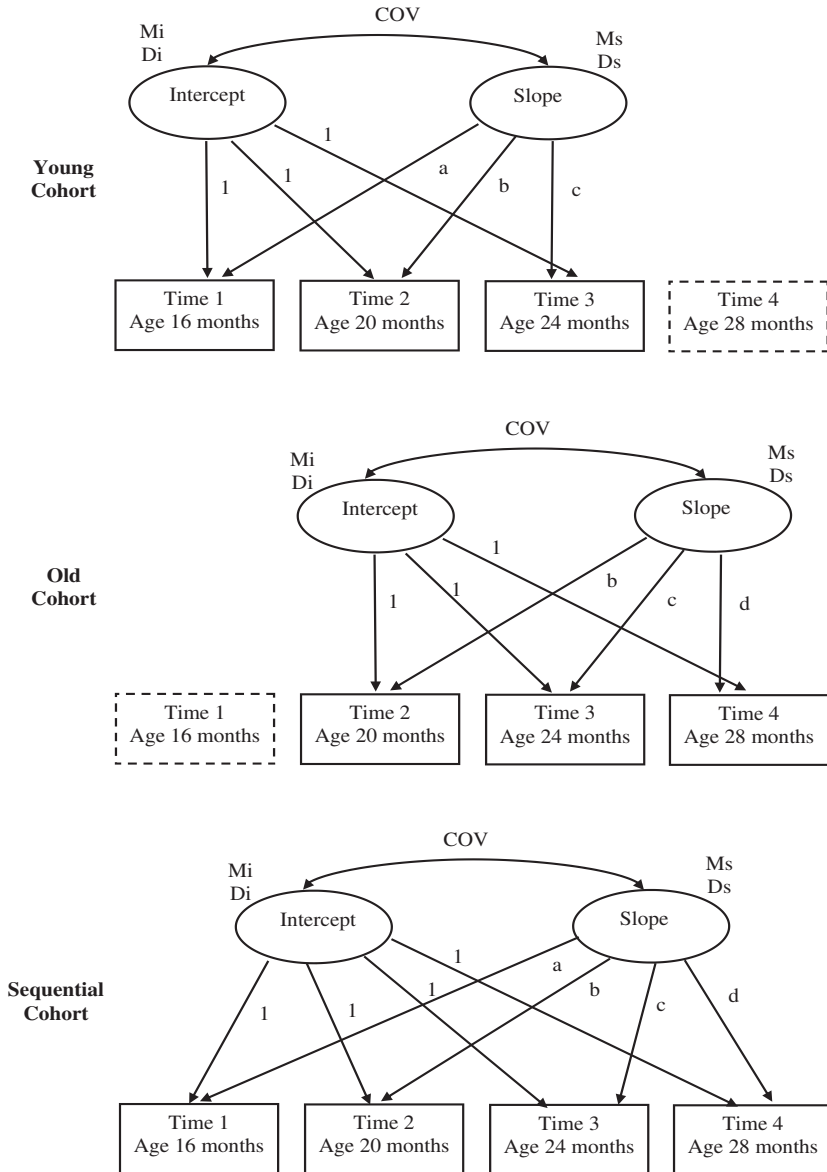 COV
Mi
Di
Ms
Ds
Intercept
Slope
Young
Cohort
1
1
1
a
b
c
Time 1
Age 16 months
Time 2
Age 20 months
Time 3
Age 24 months
Time 4
Age 28 months
COV
Mi
Di
Ms
Ds
Intercept
Slope
Old
Cohort
1
1
1
b
c
d
Time 1
Age 16 months
Time 2
Age 20 months
Time 3
Age 24 months
Time 4
Age 28 months
COV
Mi
Di
Ms
Ds
Intercept
Slope
Sequential
Cohort
1
1
1
1
a
b
c
d
Time 1
Age 16 months
Time 2
Age 20 months
Time 3
Age 24 months
Time 4
Age 28 months